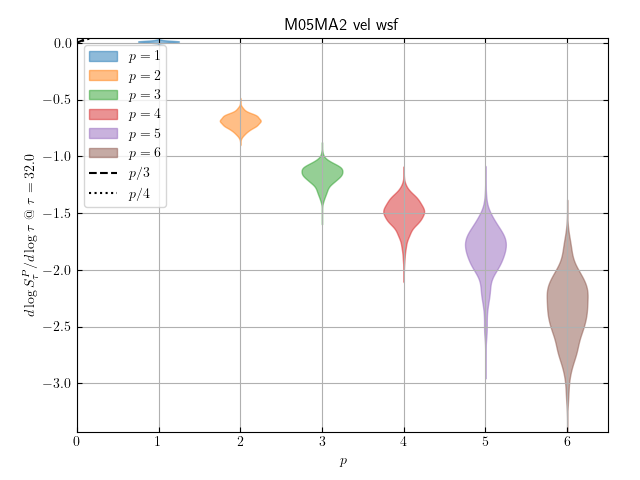 M05MA2 vel wsf
0.0
−0.5
−1.0
−1.5
−2.0
−2.5
−3.0
d log S_τ^P / d log τ @ τ = 32.0
p = 1
p = 2
p = 3
p = 4
p = 5
p = 6
p/3
p/4
0 1 2 3 4 5 6
p